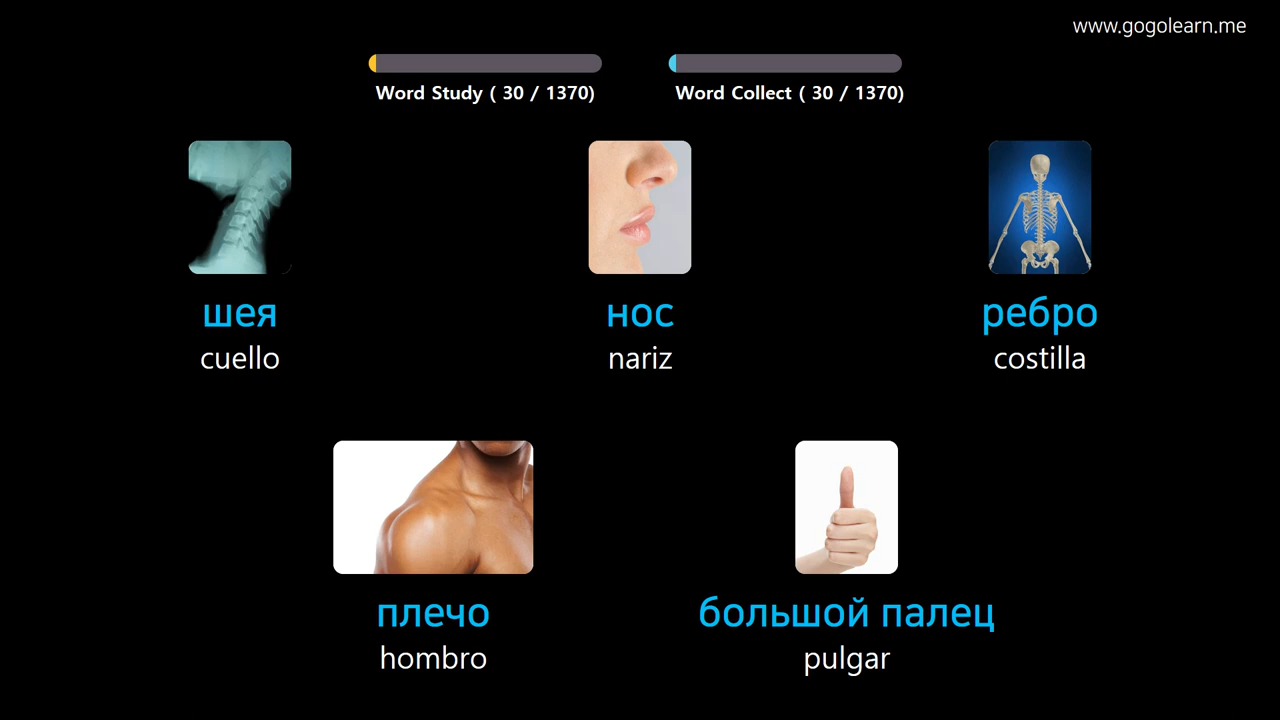 www.gogolearn.me
Word Study ( 30 / 1370)
Word Collect ( 30 / 1370)
шея
cuello
нос
nariz
ребро
costilla
плечо
hombro
большой палец
pulgar